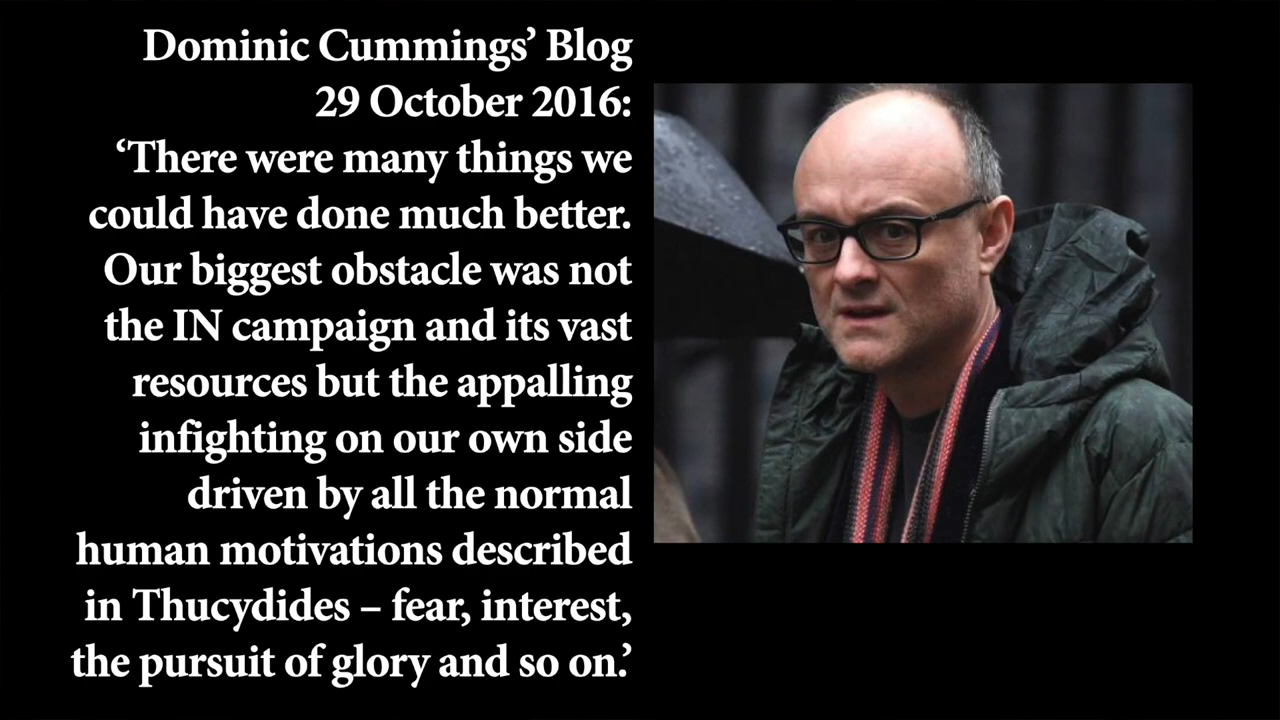 Dominic Cummings’ Blog
29 October 2016:
‘There were many things we
could have done much better.
Our biggest obstacle was not
the IN campaign and its vast
resources but the appalling
infighting on our own side
driven by all the normal
human motivations described
in Thucydides – fear, interest,
the pursuit of glory and so on.’